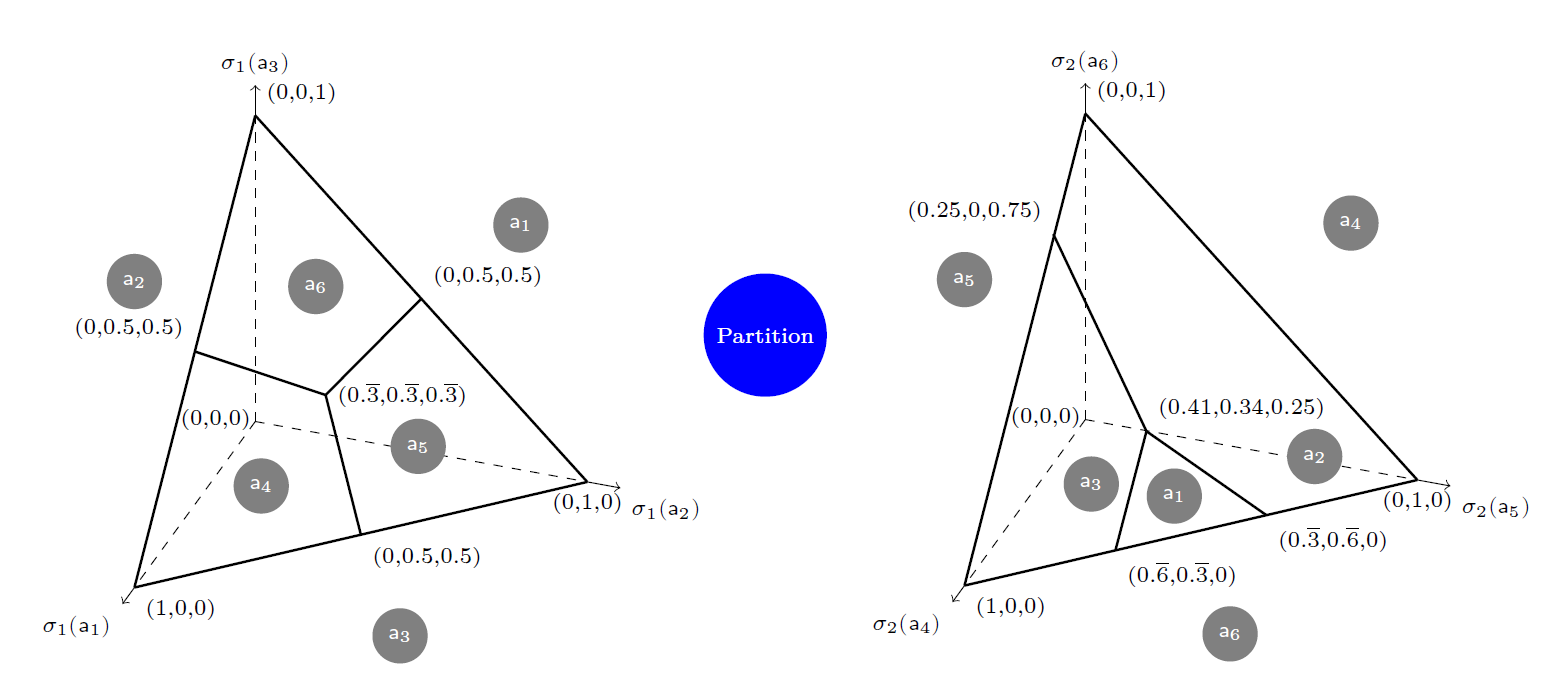 σ₁(a₃)
(0,0,1)
a₁
a₂
a₆
(0,0.5,0.5)
(0,0.5,0.5)
(0.3̅,0.3̅,0.3̅)
(0,0,0)
a₅
a₄
(0,1,0)
σ₁(a₂)
(0,0.5,0.5)
(1,0,0)
σ₁(a₁)
a₃
Partition
σ₂(a₆)
(0,0,1)
(0.25,0,0.75)
a₄
a₅
(0.41,0.34,0.25)
(0,0,0)
a₂
a₃
a₁
(0,1,0)
σ₂(a₅)
(0.3̅,0.6̅,0)
(0.6̅,0.3̅,0)
(1,0,0)
σ₂(a₄)
a₆